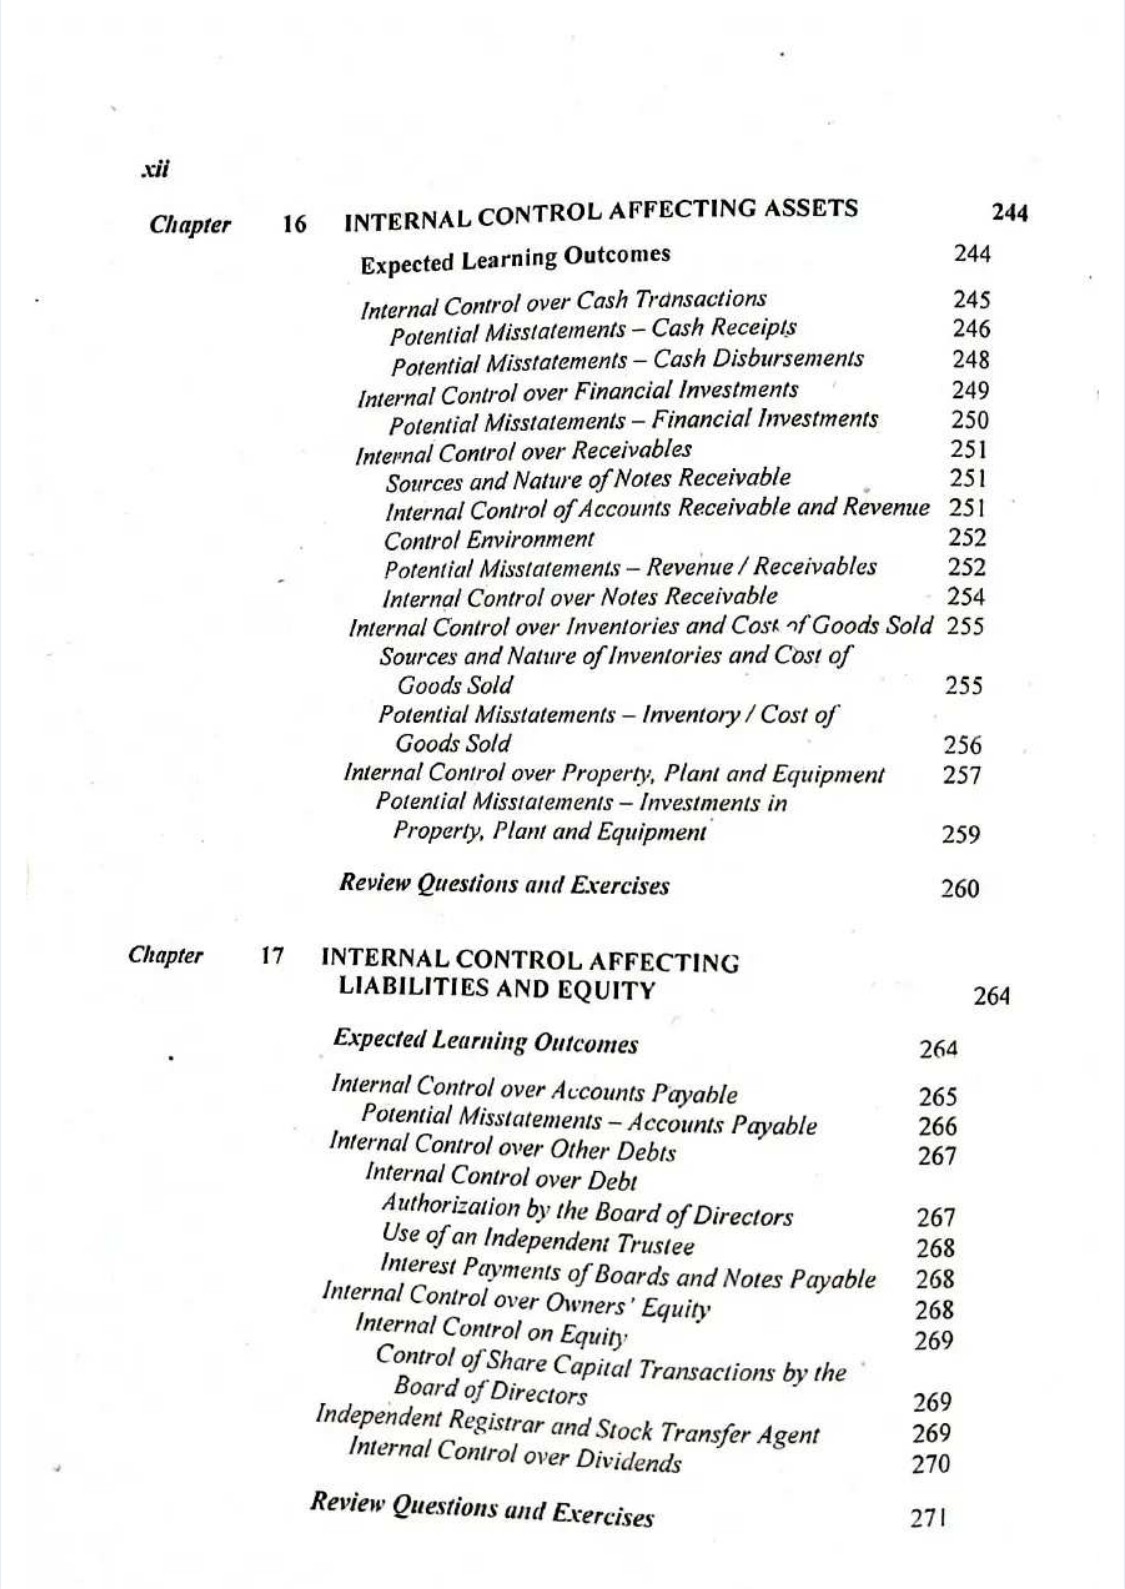 xii
Chapter 16 INTERNAL CONTROL AFFECTING ASSETS 244
Expected Learning Outcomes 244
Internal Control over Cash Transactions 245
Potential Misstatements – Cash Receipts 246
Potential Misstatements – Cash Disbursements 248
Internal Control over Financial Investments 249
Potential Misstatements – Financial Investments 250
Internal Control over Receivables 251
Sources and Nature of Notes Receivable 251
Internal Control of Accounts Receivable and Revenue 251
Control Environment 252
Potential Misstatements – Revenue / Receivables 252
Internal Control over Notes Receivable 254
Internal Control over Inventories and Cost of Goods Sold 255
Sources and Nature of Inventories and Cost of
Goods Sold 255
Potential Misstatements – Inventory / Cost of
Goods Sold 256
Internal Control over Property, Plant and Equipment 257
Potential Misstatements – Investments in
Property, Plant and Equipment 259
Review Questions and Exercises 260
Chapter 17 INTERNAL CONTROL AFFECTING
LIABILITIES AND EQUITY 264
Expected Learning Outcomes 264
Internal Control over Accounts Payable 265
Potential Misstatements – Accounts Payable 266
Internal Control over Other Debts 267
Internal Control over Debt
Authorization by the Board of Directors 267
Use of an Independent Trustee 268
Interest Payments of Boards and Notes Payable 268
Internal Control over Owners' Equity 268
Internal Control on Equity 269
Control of Share Capital Transactions by the
Board of Directors 269
Independent Registrar and Stock Transfer Agent 269
Internal Control over Dividends 270
Review Questions and Exercises 271